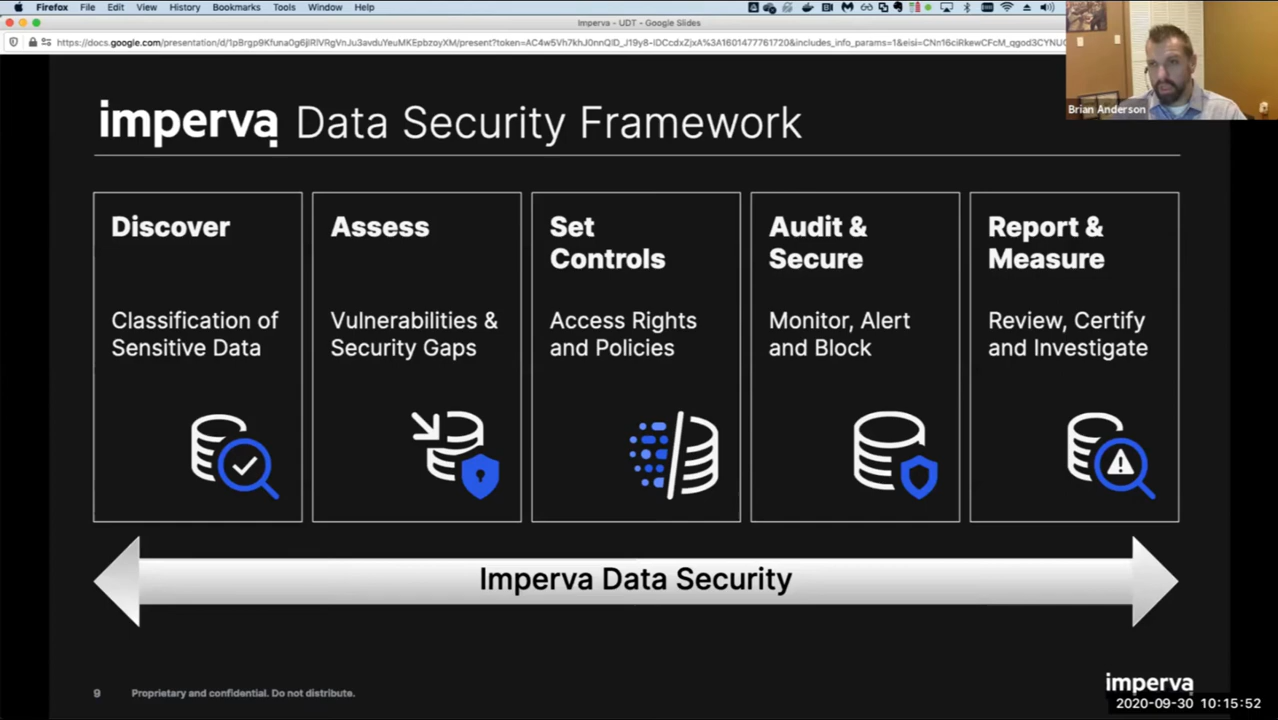 Firefox File Edit View History Bookmarks Tools Window Help
Imperva - UDT - Google Slides
Brian Anderson
imperva Data Security Framework
Discover
Classification of
Sensitive Data
Assess
Vulnerabilities &
Security Gaps
Set
Controls
Access Rights
and Policies
Audit &
Secure
Monitor, Alert
and Block
Report &
Measure
Review, Certify
and Investigate
Imperva Data Security
9 Proprietary and confidential. Do not distribute.
imperva
2020-09-30 10:15:52